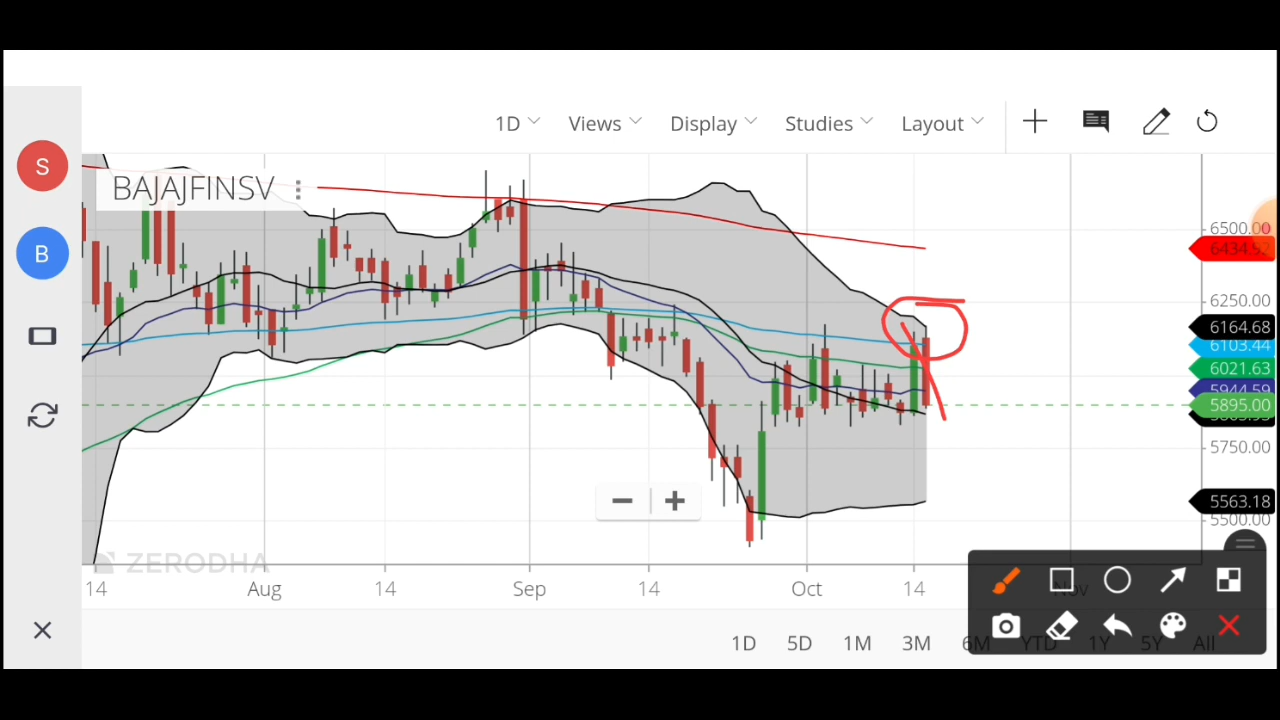 1D Views Display Studies Layout
S
BAJAJFINSV
B
6500.00
6434.52
6250.00
6164.68
6103.44
6021.63
5944.59
5895.00
5750.00
5563.18
5500.00
ZERODHA
14 Aug 14 Sep 14 Oct 14 Nov
1D 5D 1M 3M 6M YTD 1Y 5Y All